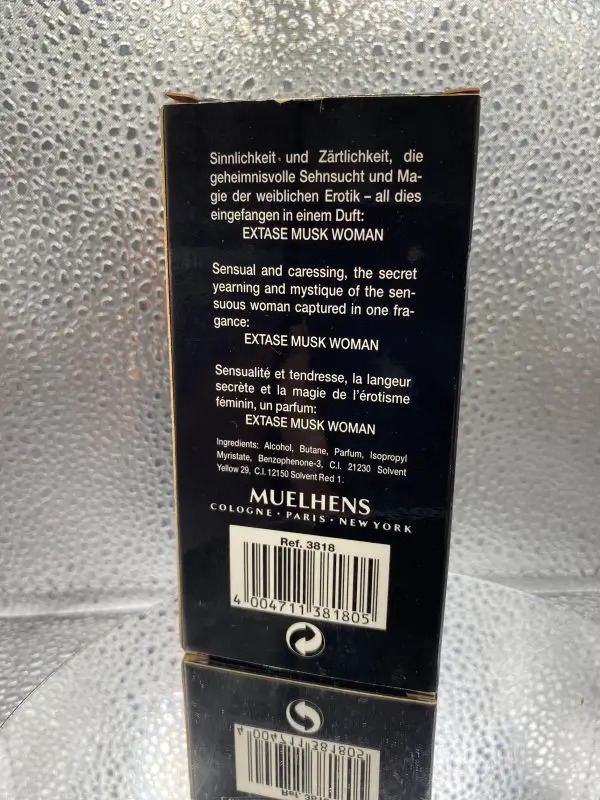 Sinnlichkeit und Zärtlichkeit, die
geheimnisvolle Sehnsucht und Ma-
gie der weiblichen Erotik – all dies
eingefangen in einem Duft:
EXTASE MUSK WOMAN
Sensual and caressing, the secret
yearning and mystique of the sen-
suous woman captured in one fra-
gance:
EXTASE MUSK WOMAN
Sensualité et tendresse, la langeur
secrète et la magie de l'érotisme
féminin, un parfum:
EXTASE MUSK WOMAN
Ingredients: Alcohol, Butane, Parfum, Isopropyl
Myristate, Benzophenone-3, C.I. 21230 Solvent
Yellow 29, C.I. 12150 Solvent Red 1.
MUELHENS
COLOGNE · PARIS · NEW YORK
Ref. 3818
4 004711 381805